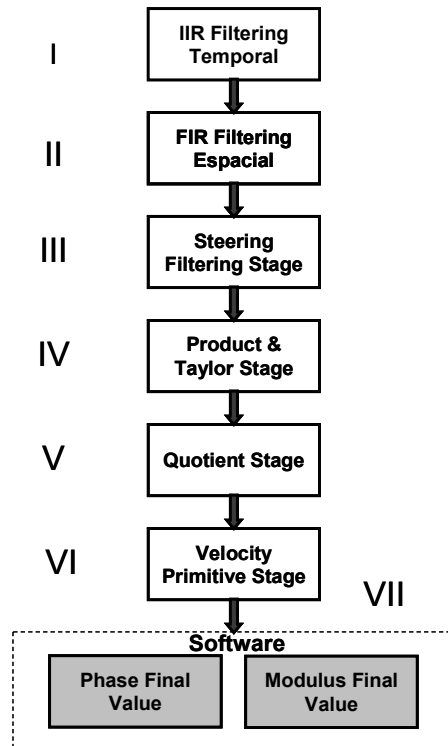 I
IIR Filtering
Temporal
II
FIR Filtering
Espacial
III
Steering
Filtering Stage
IV
Product &
Taylor Stage
V
Quotient Stage
VI
Velocity
Primitive Stage
VII
Software
Phase Final
Value
Modulus Final
Value